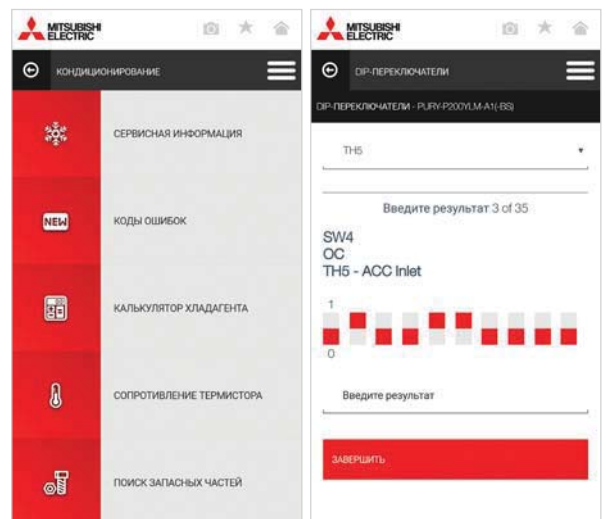 MITSUBISHI
ELECTRIC
КОНДИЦИОНИРОВАНИЕ
СЕРВИСНАЯ ИНФОРМАЦИЯ
NEW
КОДЫ ОШИБОК
КАЛЬКУЛЯТОР ХЛАДАГЕНТА
СОПРОТИВЛЕНИЕ ТЕРМИСТОРА
ПОИСК ЗАПАСНЫХ ЧАСТЕЙ
MITSUBISHI
ELECTRIC
DIP-ПЕРЕКЛЮЧАТЕЛИ
DIP-ПЕРЕКЛЮЧАТЕЛИ - PURY-P200YLM-A1(-BS)
TH5
Введите результат 3 of 35
SW4
OC
TH5 - ACC Inlet
1
0
Введите результат
ЗАВЕРШИТЬ